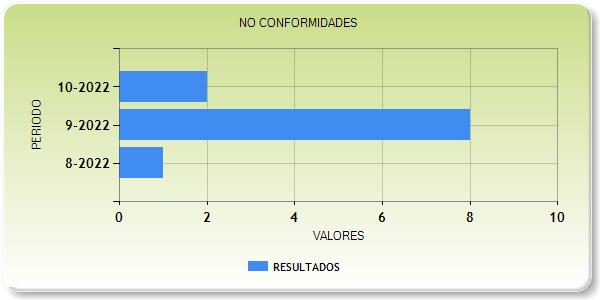 NO CONFORMIDADES
PERIODO
10-2022
9-2022
8-2022
0 2 4 6 8 10
VALORES
RESULTADOS